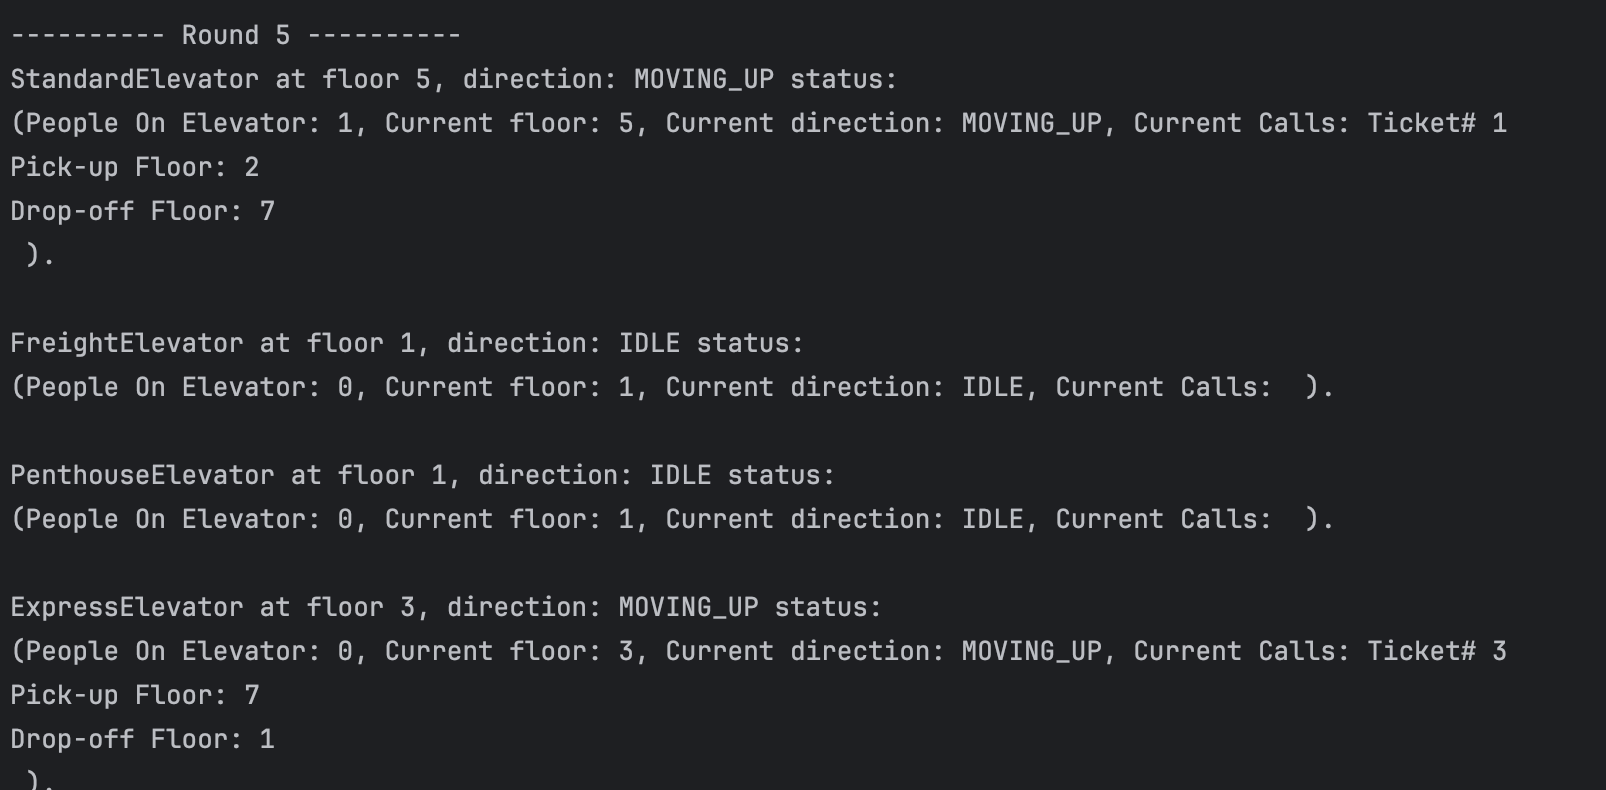 ---------- Round 5 ----------
StandardElevator at floor 5, direction: MOVING_UP status:
(People On Elevator: 1, Current floor: 5, Current direction: MOVING_UP, Current Calls: Ticket# 1
Pick-up Floor: 2
Drop-off Floor: 7
 ).
FreightElevator at floor 1, direction: IDLE status:
(People On Elevator: 0, Current floor: 1, Current direction: IDLE, Current Calls:  ).
PenthouseElevator at floor 1, direction: IDLE status:
(People On Elevator: 0, Current floor: 1, Current direction: IDLE, Current Calls:  ).
ExpressElevator at floor 3, direction: MOVING_UP status:
(People On Elevator: 0, Current floor: 3, Current direction: MOVING_UP, Current Calls: Ticket# 3
Pick-up Floor: 7
Drop-off Floor: 1
 ).